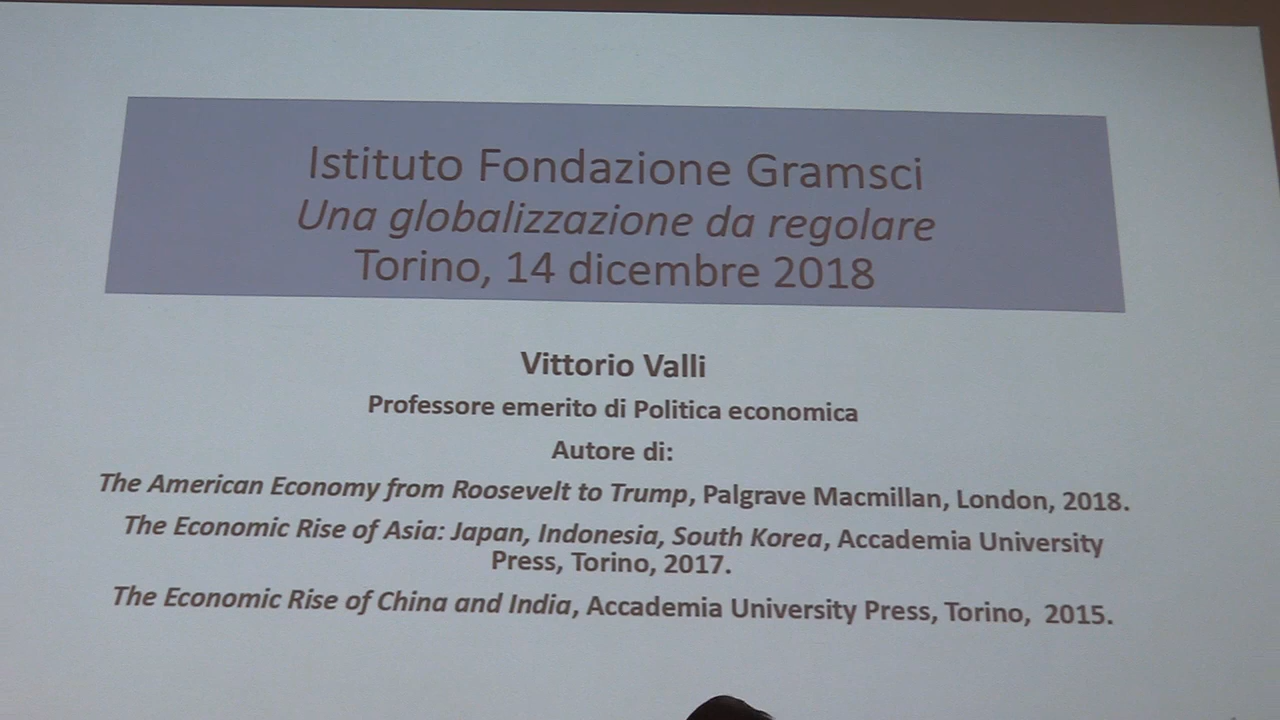 Istituto Fondazione Gramsci
Una globalizzazione da regolare
Torino, 14 dicembre 2018
Vittorio Valli
Professore emerito di Politica economica
Autore di:
The American Economy from Roosevelt to Trump, Palgrave Macmillan, London, 2018.
The Economic Rise of Asia: Japan, Indonesia, South Korea, Accademia University
Press, Torino, 2017.
The Economic Rise of China and India, Accademia University Press, Torino, 2015.